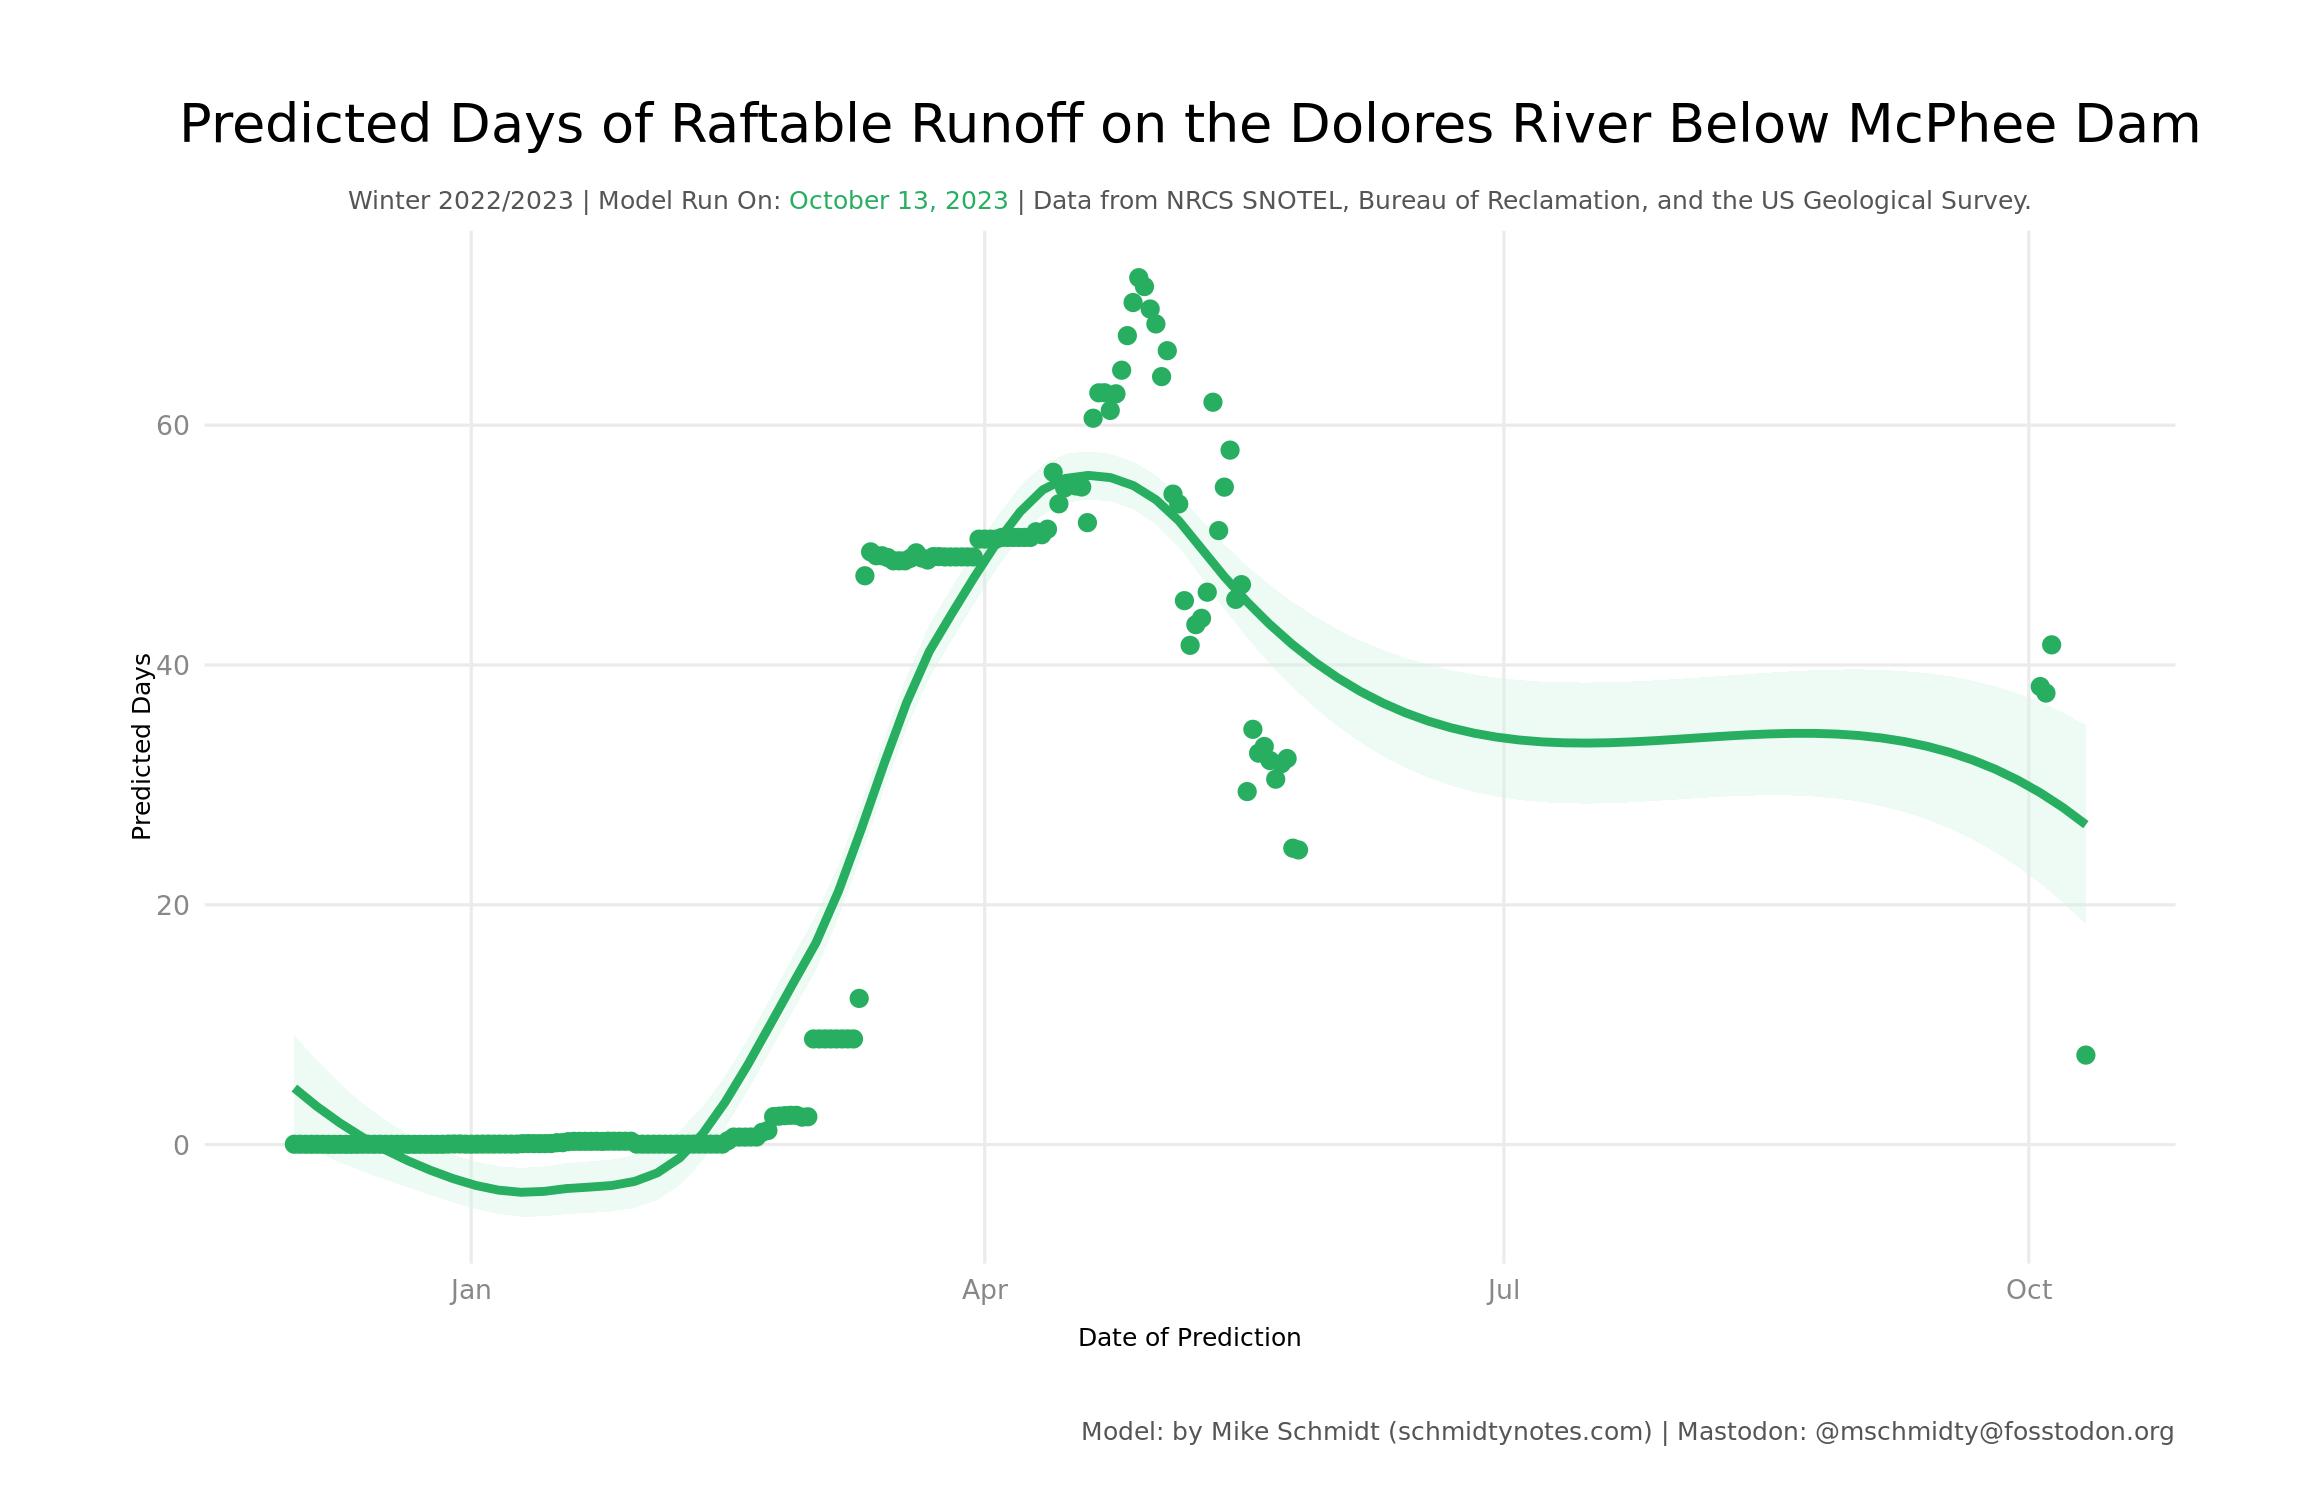 Predicted Days of Raftable Runoff on the Dolores River Below McPhee Dam
Winter 2022/2023 | Model Run On: October 13, 2023 | Data from NRCS SNOTEL, Bureau of Reclamation, and the US Geological Survey.
Predicted Days
60
40
20
0
Jan Apr Jul Oct
Date of Prediction
Model: by Mike Schmidt (schmidtynotes.com) | Mastodon: @mschmidty@fosstodon.org